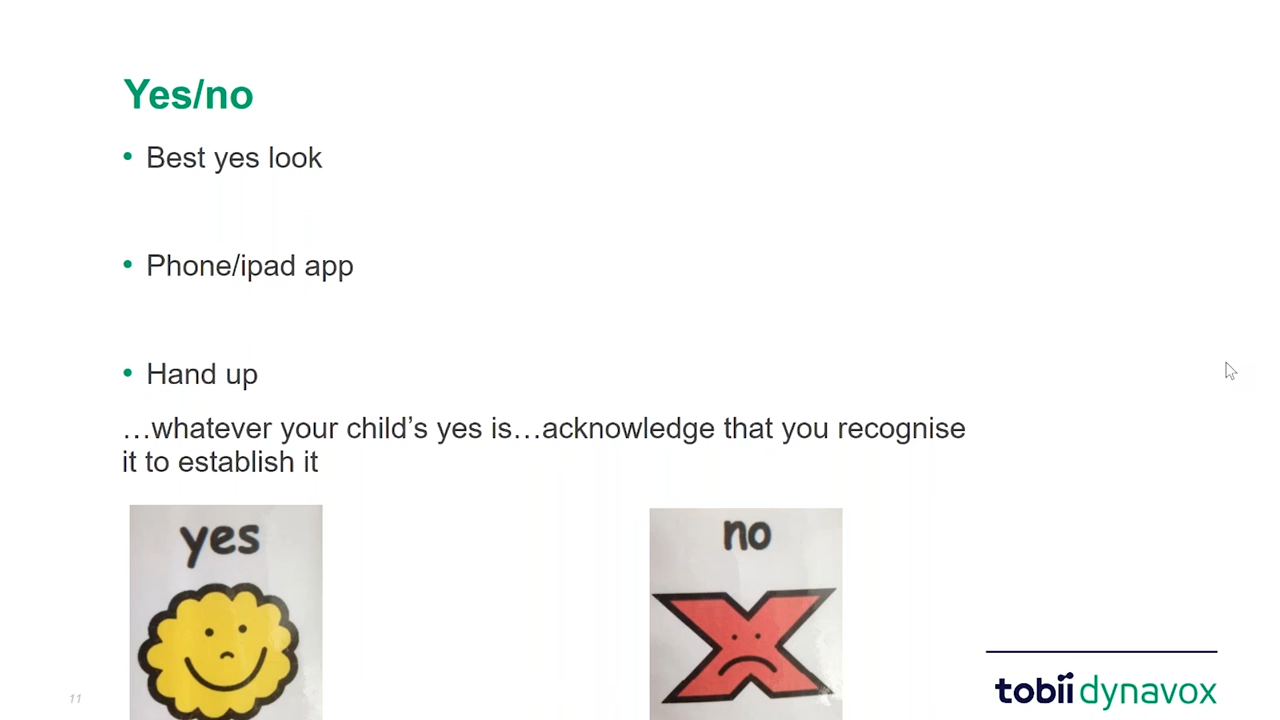 Yes/no
• Best yes look
• Phone/ipad app
• Hand up
…whatever your child’s yes is…acknowledge that you recognise
it to establish it
yes
no
11
tobii dynavox